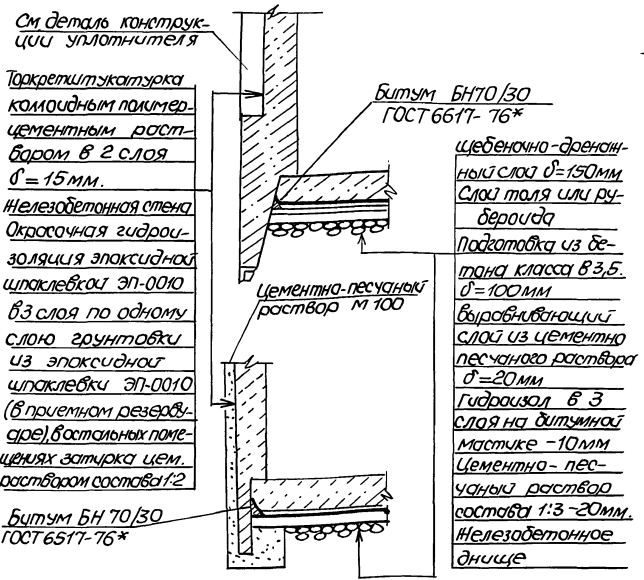 См. деталь конструк-
ции уплотнителя
Торкретштукатурка
коллоидным полимер-
цементным раст-
вором в 2 слоя
δ=15мм.
Железобетонная стена
Окрасочная гидрои-
золяция эпоксидной
шпаклевкой ЭП-0010
в 3 слоя по одному
слою грунтовки
из эпоксидной
шпаклевки ЭП-0010
(в приемном резерву-
аре), в остальных поме-
щениях затирка цем.
раствором состава 1:2
Битум БН 70/30
ГОСТ 6517-76*
Битум БН70/30
ГОСТ 6617-76*
Цементно-песчаный
раствор М 100
Щебеночно-дренаж-
ный слой δ=150мм
Слой толя или ру-
бероида
Подготовка из бе-
тона класса В3,5.
δ=100мм
Выравнивающий
слой из цементно
песчаного раствора
δ=20мм
Гидроизол в 3
слоя на битумной
мастике -10мм
Цементно-пес-
чаный раствор
состава 1:3-20мм.
Железобетонное
днище